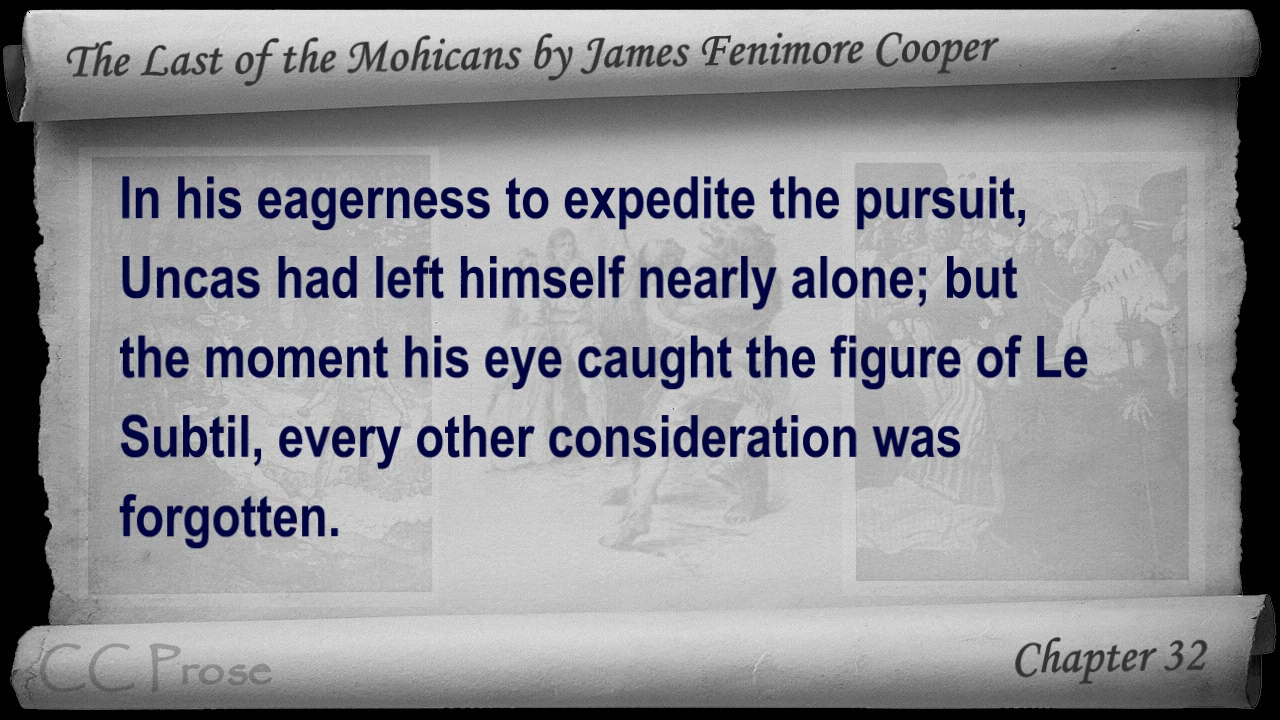 The Last of the Mohicans by James Fenimore Cooper
In his eagerness to expedite the pursuit,
Uncas had left himself nearly alone; but
the moment his eye caught the figure of Le
Subtil, every other consideration was
forgotten.
CC Prose
Chapter 32